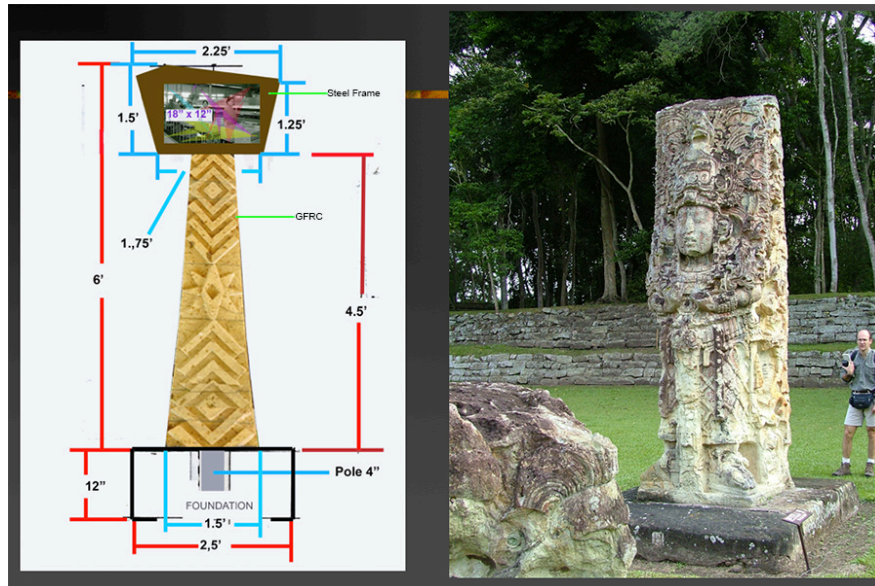 2.25'
Steel Frame
1.5'
18" x 12"
1.25'
GFRC
1.,75'
6'
4.5'
Pole 4"
12"
FOUNDATION
1.5'
2,5'